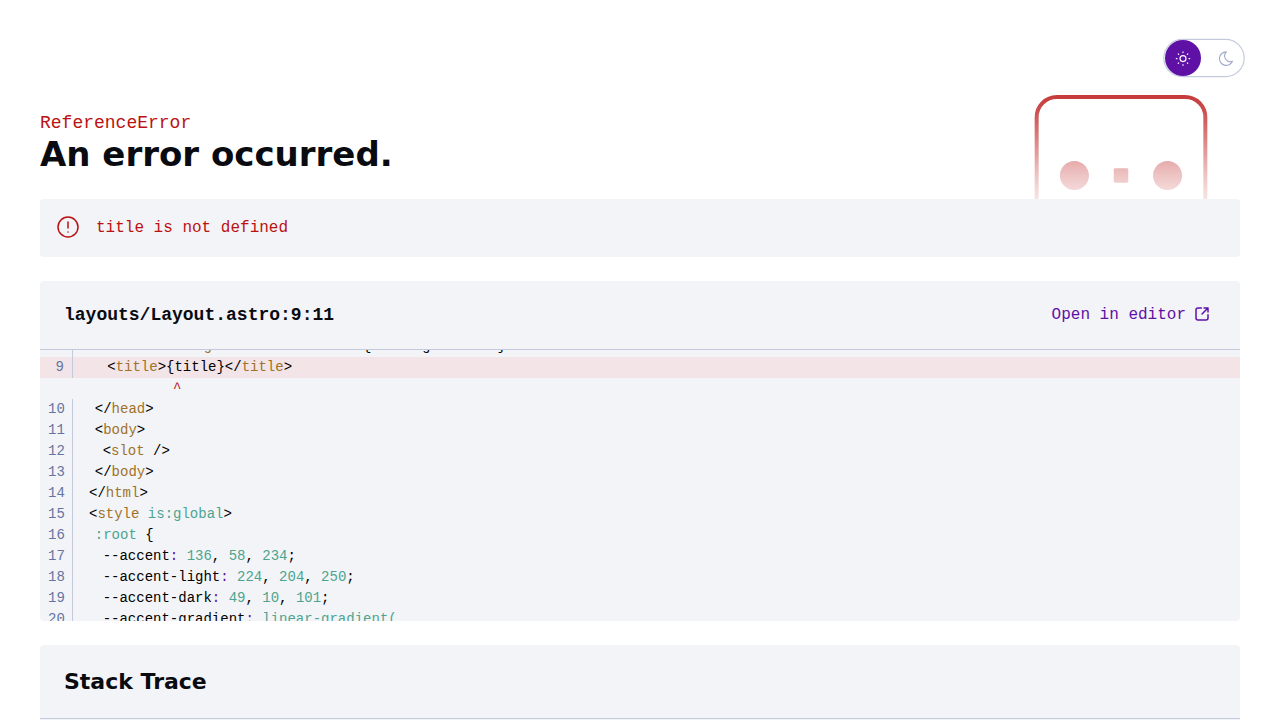 ReferenceError
An error occurred.
title is not defined
layouts/Layout.astro:9:11
Open in editor
9 <title>{title}</title>
^
10 </head>
11 <body>
12 <slot />
13 </body>
14 </html>
15 <style is:global>
16 :root {
17 --accent: 136, 58, 234;
18 --accent-light: 224, 204, 250;
19 --accent-dark: 49, 10, 101;
20 --accent-gradient: linear-gradient(
Stack Trace